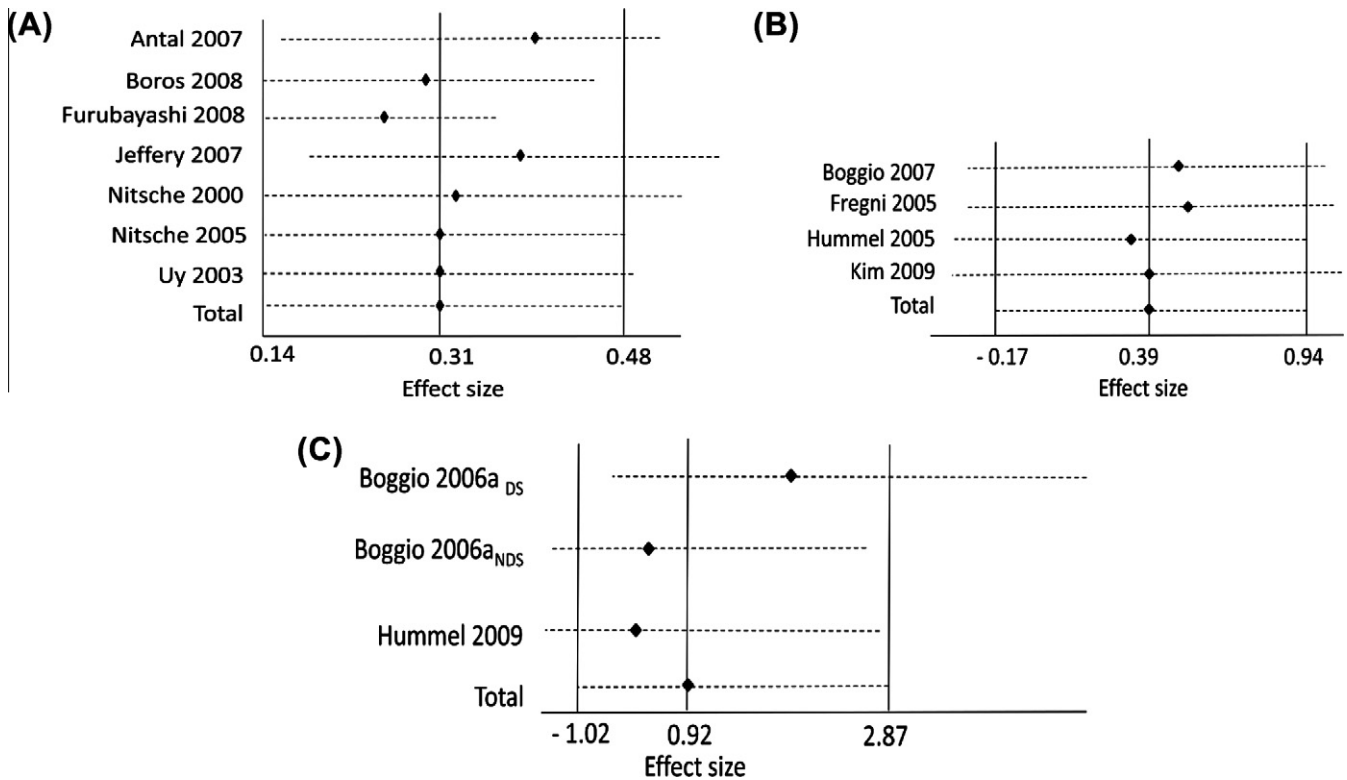 (A)
Antal 2007
Boros 2008
Furubayashi 2008
Jeffery 2007
Nitsche 2000
Nitsche 2005
Uy 2003
Total
0.14 0.31 0.48
Effect size
(B)
Boggio 2007
Fregni 2005
Hummel 2005
Kim 2009
Total
- 0.17 0.39 0.94
Effect size
(C)
Boggio 2006a DS
Boggio 2006a NDS
Hummel 2009
Total
- 1.02 0.92 2.87
Effect size